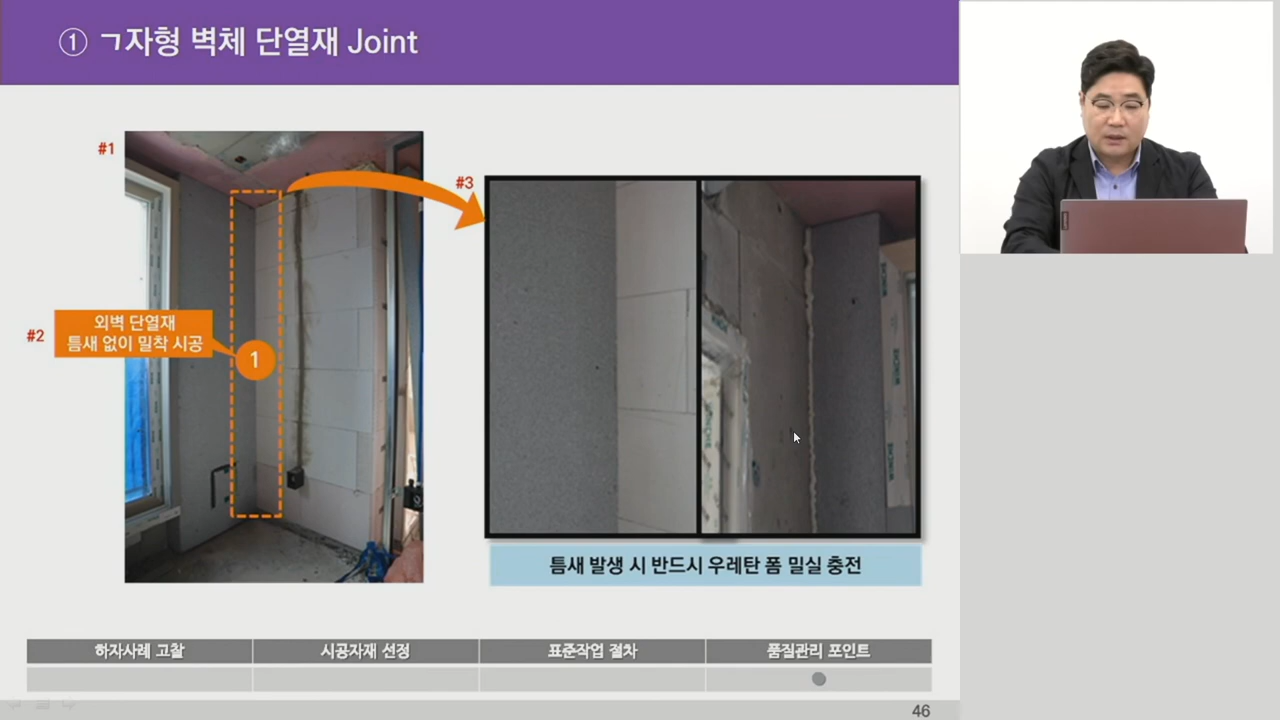 ① ㄱ자형 벽체 단열재 Joint
#1
#2
외벽 단열재
틈새 없이 밀착 시공
1
#3
틈새 발생 시 반드시 우레탄 폼 밀실 충전
하자사례 고찰
시공자재 선정
표준작업 절차
품질관리 포인트
46